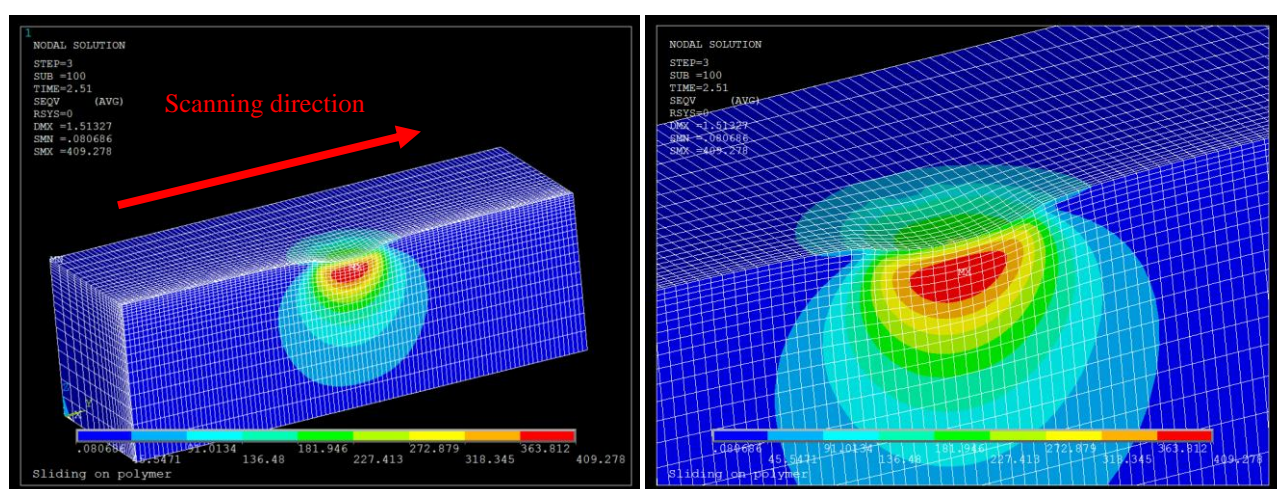 1
NODAL SOLUTION
STEP=3
SUB =100
TIME=2.51
SEQV (AVG)
RSYS=0
DMX =1.51327
SMN =.080686
SMX =409.278
Scanning direction
MN
MX
Z
Y
X
.080686 91.0134 181.946 272.879 363.812
45.5471 136.48 227.413 318.345 409.278
Sliding on polymer
NODAL SOLUTION
STEP=3
SUB =100
TIME=2.51
SEQV (AVG)
RSYS=0
DMX =1.51327
SMN =.080686
SMX =409.278
MX
.080686 91.0134 181.946 272.879 363.812
45.5471 136.48 227.413 318.345 409.278
Sliding on polymer